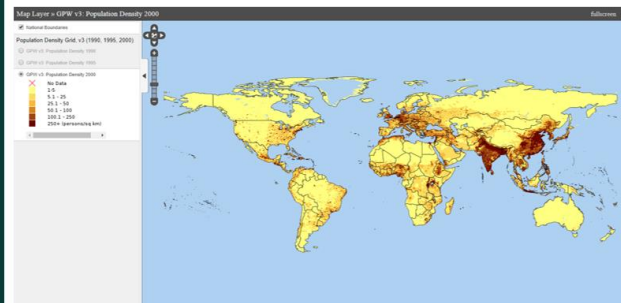 Map Layer » GPW v3: Population Density 2000
fullscreen
National Boundaries
Population Density Grid, v3 (1990, 1995, 2000)
GPW v3: Population Density 1990
GPW v3: Population Density 1995
GPW v3: Population Density 2000
No Data
1-5
5.1 - 25
25.1 - 50
50.1 - 100
100.1 - 250
250+ (persons/sq km)